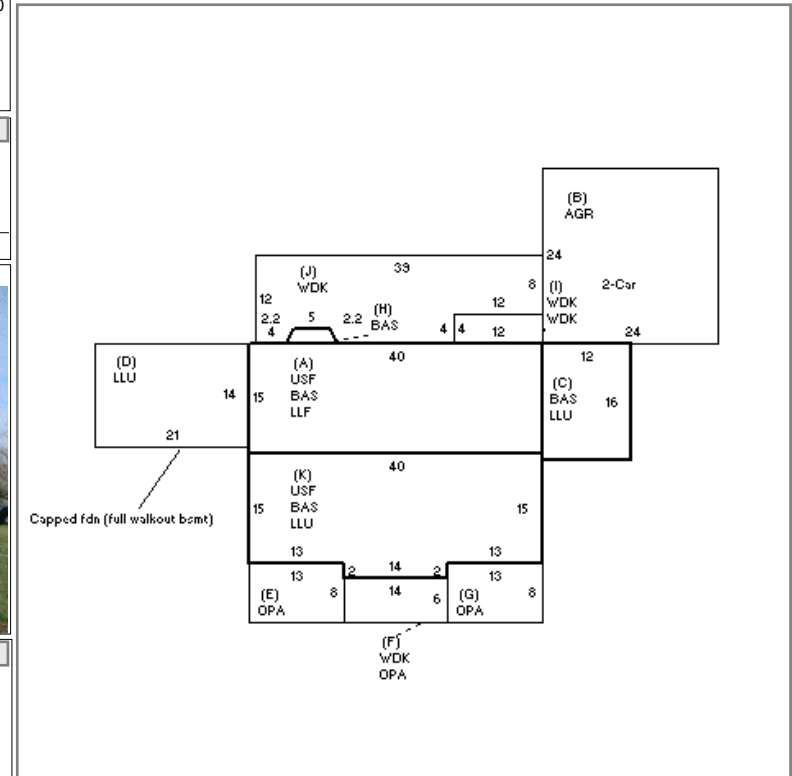 (B)
AGR
24
39
(J)
WDK
8
(I)
2-Car
12
12
WDK
2.2
5
2.2
(H)
BAS
4
4
4
12
WDK
24
(D)
LLU
40
12
(A)
USF
BAS
LLF
(C)
BAS
LLU
14
15
16
21
40
(K)
USF
BAS
LLU
15
15
Capped fdn (full walkout bsmt)
13
13
2
14
2
13
13
14
(E)
OPA
8
6
(G)
OPA
8
(F)
WDK
OPA